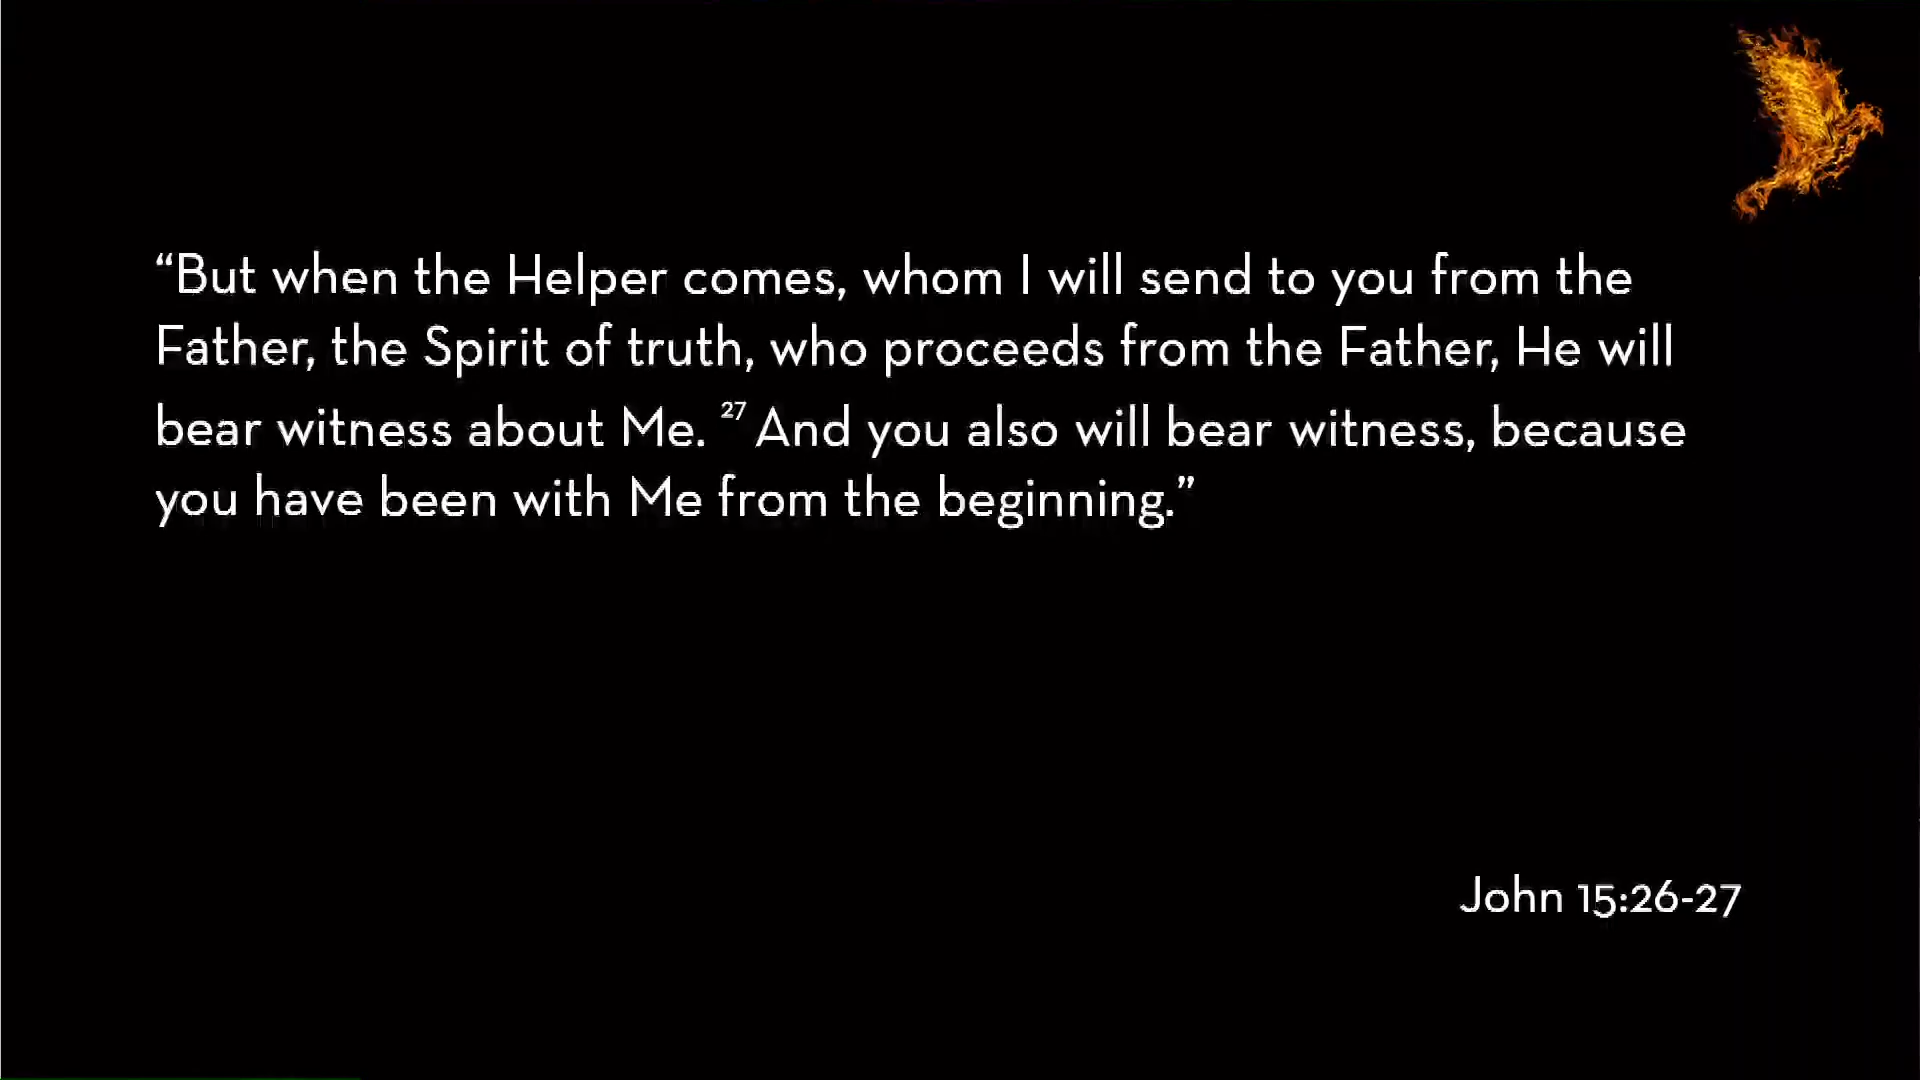 “But when the Helper comes, whom I will send to you from the
Father, the Spirit of truth, who proceeds from the Father, He will
bear witness about Me. 27 And you also will bear witness, because
you have been with Me from the beginning.”
John 15:26-27